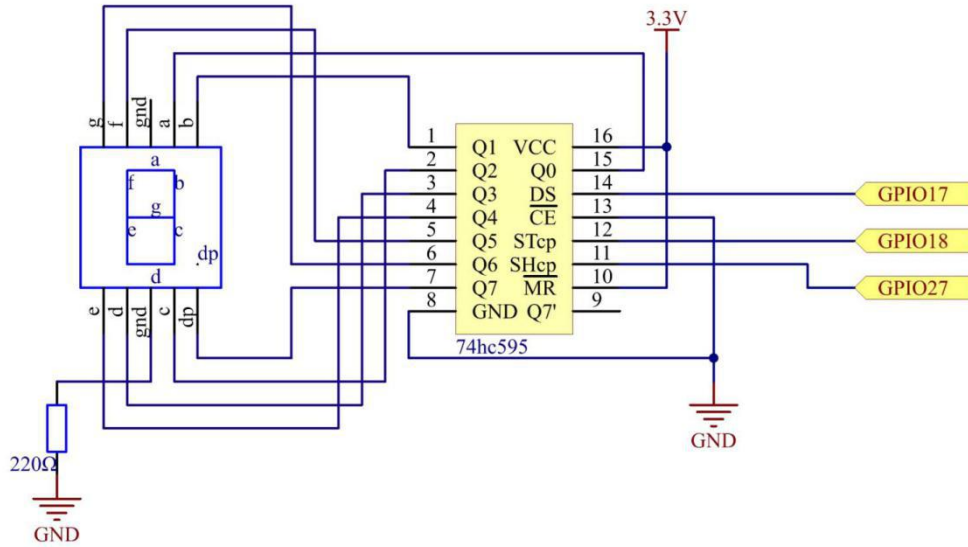 3.3V
g f gnd a b
a
f b
g
e c
dp
d
e d gnd c dp
220Ω
GND
1 Q1 VCC 16
2 Q2 Q0 15
3 Q3 DS 14
4 Q4 CE 13
5 Q5 STcp 12
6 Q6 SHcp 11
7 Q7 MR 10
8 GND Q7' 9
74hc595
GPIO17
GPIO18
GPIO27
GND